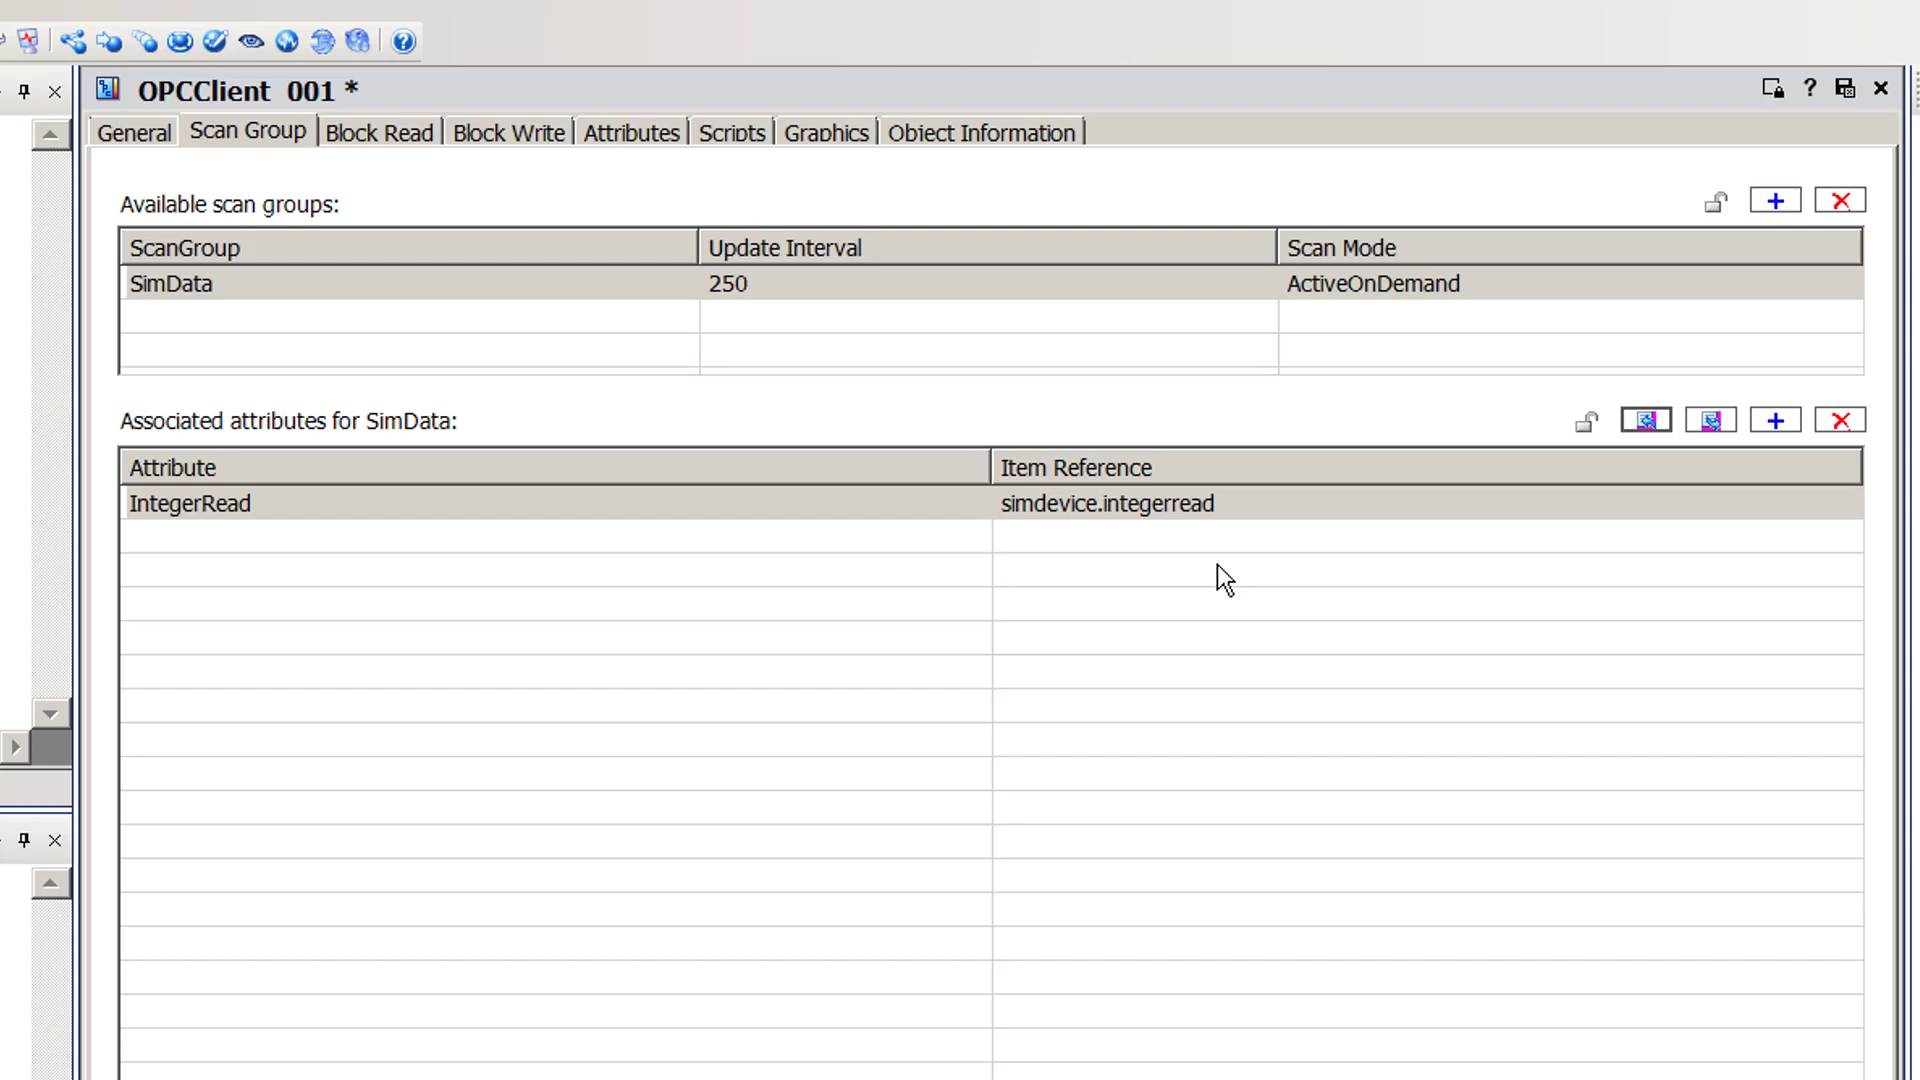 OPCClient 001 *
General Scan Group Block Read Block Write Attributes Scripts Graphics Object Information
Available scan groups:
ScanGroup Update Interval Scan Mode
SimData 250 ActiveOnDemand
Associated attributes for SimData:
Attribute Item Reference
IntegerRead simdevice.integerread